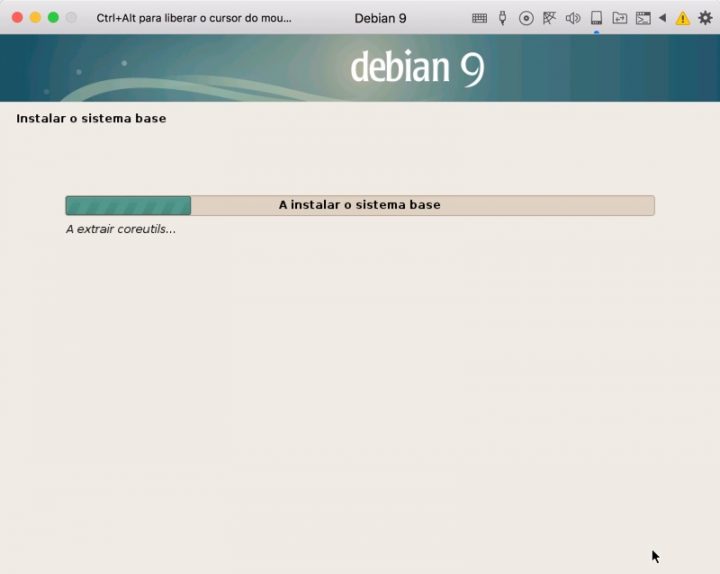 Ctrl+Alt para liberar o cursor do mou... Debian 9
debian 9
Instalar o sistema base
A instalar o sistema base
A extrair coreutils...